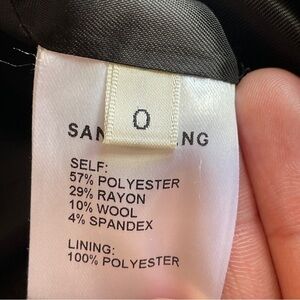 0
SAN NG
SELF:
57% POLYESTER
29% RAYON
10% WOOL
4% SPANDEX
LINING:
100% POLYESTER